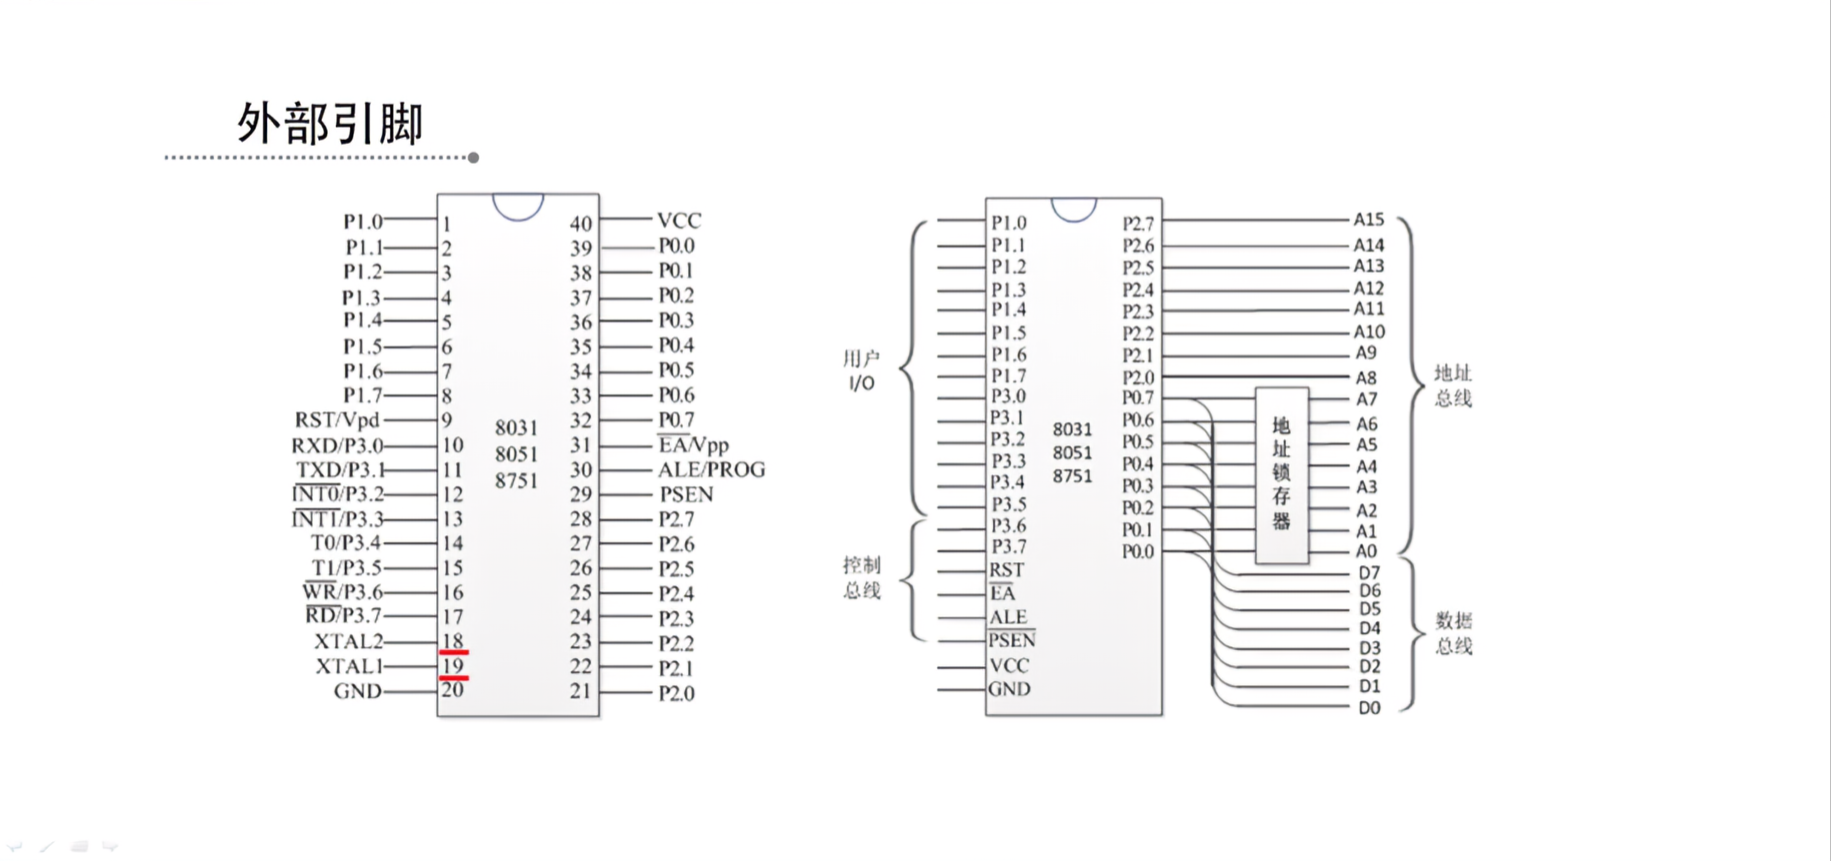 外部引脚
P1.0 1 40 VCC
P1.1 2 39 P0.0
P1.2 3 38 P0.1
P1.3 4 37 P0.2
P1.4 5 36 P0.3
P1.5 6 35 P0.4
P1.6 7 34 P0.5
P1.7 8 33 P0.6
RST/Vpd 9 32 P0.7
RXD/P3.0 10 31 EA/Vpp
TXD/P3.1 11 30 ALE/PROG
INT0/P3.2 12 29 PSEN
INT1/P3.3 13 28 P2.7
T0/P3.4 14 27 P2.6
T1/P3.5 15 26 P2.5
WR/P3.6 16 25 P2.4
RD/P3.7 17 24 P2.3
XTAL2 18 23 P2.2
XTAL1 19 22 P2.1
GND 20 21 P2.0
8031
8051
8751
用户
I/O
控制
总线
P1.0 P2.7 A15
P1.1 P2.6 A14
P1.2 P2.5 A13
P1.3 P2.4 A12
P1.4 P2.3 A11
P1.5 P2.2 A10
P1.6 P2.1 A9
P1.7 P2.0 A8
P3.0 P0.7 A7
P3.1 P0.6 A6
P3.2 P0.5 A5
P3.3 P0.4 A4
P3.4 P0.3 A3
P3.5 P0.2 A2
P3.6 P0.1 A1
P3.7 P0.0 A0
RST D7
EA D6
ALE D5
PSEN D4
VCC D3
GND D2
D1
D0
8031
8051
8751
地址锁存器
地址
总线
数据
总线